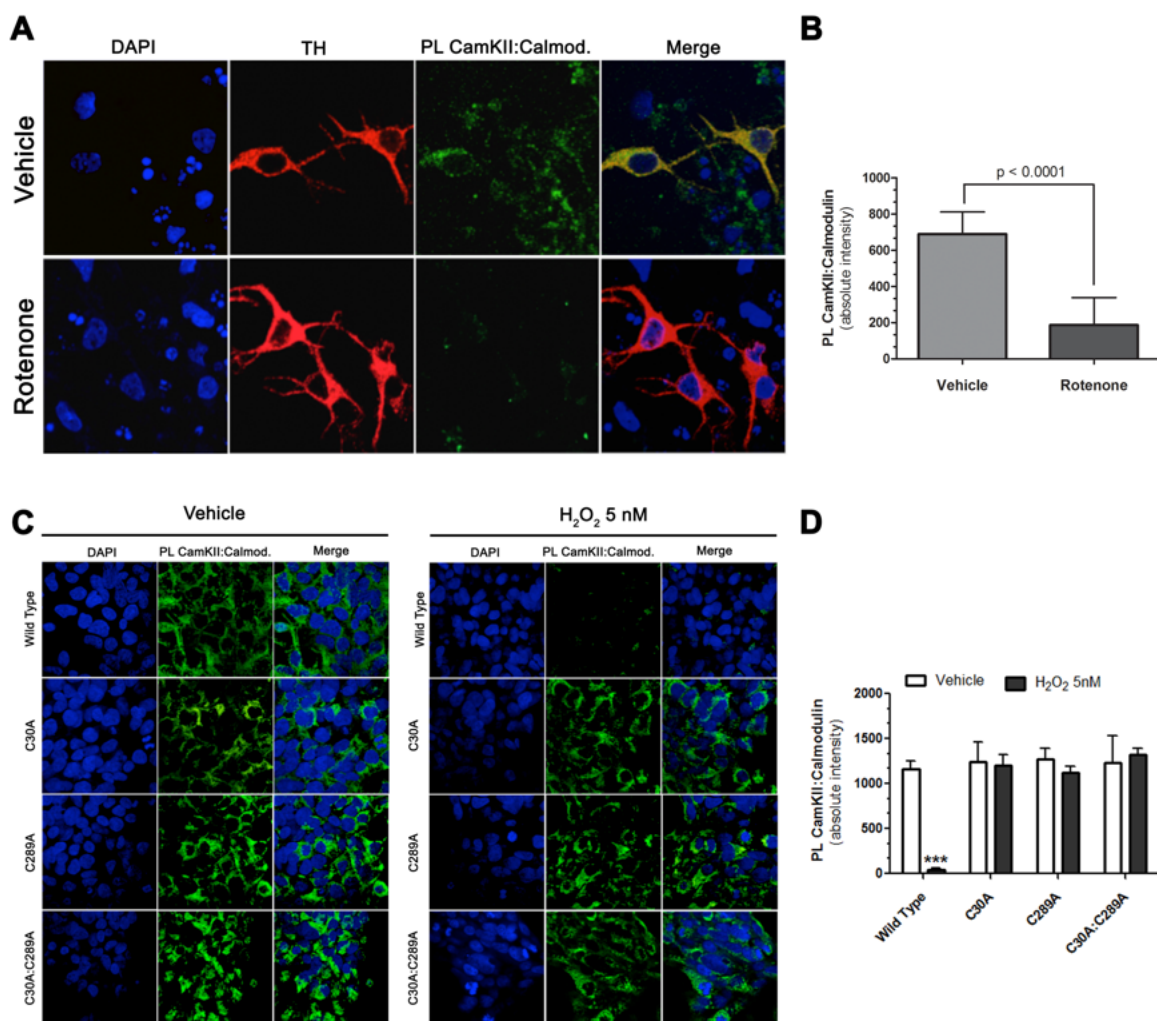 A
DAPI TH PL CamKII:Calmod. Merge
Vehicle
Rotenone
B
p < 0.0001
PL CamKII:Calmodulin
(absolute intensity)
1000
800
600
400
200
0
Vehicle Rotenone
C
Vehicle
DAPI PL CamKII:Calmod. Merge
Wild Type
C30A
C289A
C30A:C289A
H₂O₂ 5 nM
DAPI PL CamKII:Calmod. Merge
Wild Type
C30A
C289A
C30A:C289A
D
Vehicle H₂O₂ 5nM
PL CamKII:Calmodulin
(absolute intensity)
2000
1500
1000
500
0
***
Wild Type C30A C289A C30A:C289A